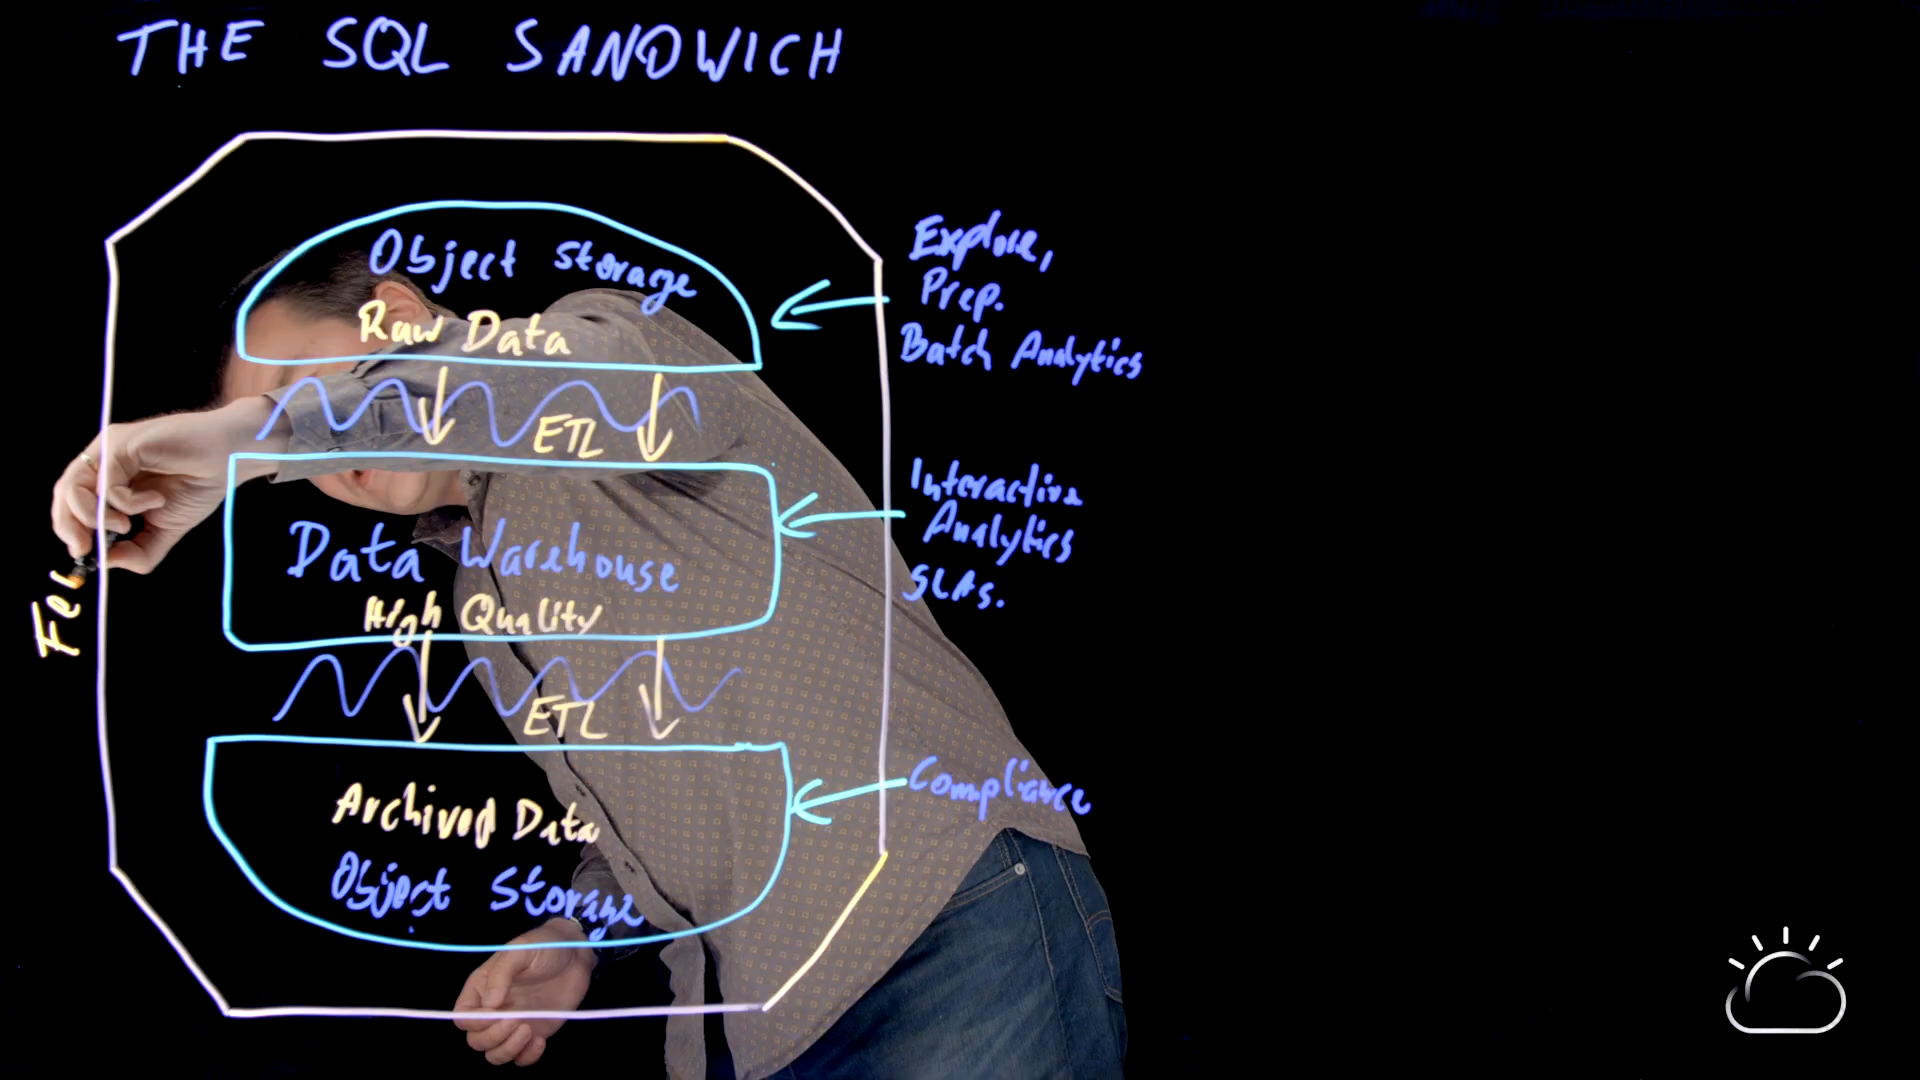 THE SQL SANDWICH
Object Storage
Raw Data
ETL
Explore,
Prep.
Batch Analytics
Data Warehouse
High Quality
ETL
Interactive
Analytics
SLAs.
Archived Data
Object Storage
Compliance
Fe